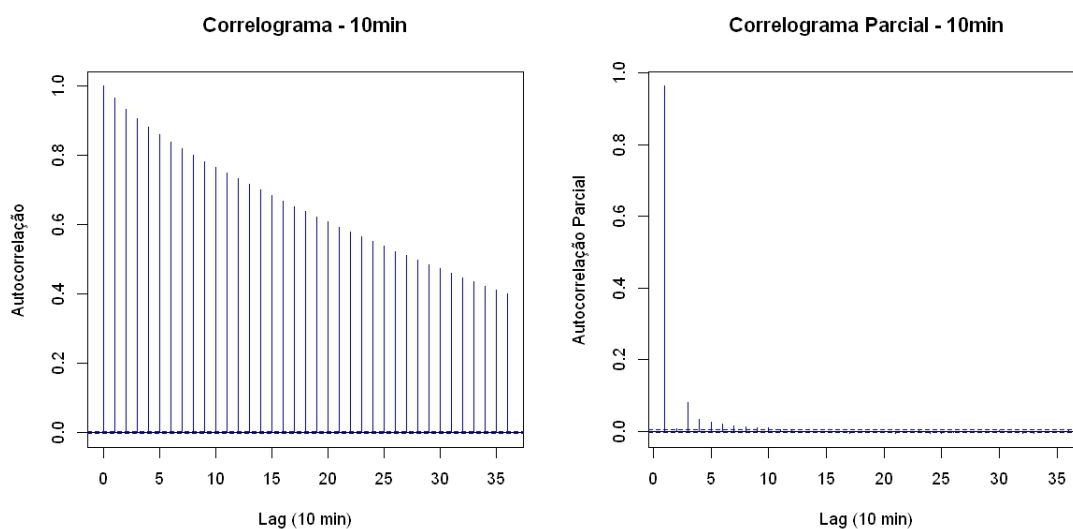 Correlograma - 10min
Autocorrelação
1.0
0.8
0.6
0.4
0.2
0.0
0 5 10 15 20 25 30 35
Lag (10 min)
Correlograma Parcial - 10min
Autocorrelação Parcial
1.0
0.8
0.6
0.4
0.2
0.0
0 5 10 15 20 25 30 35
Lag (10 min)